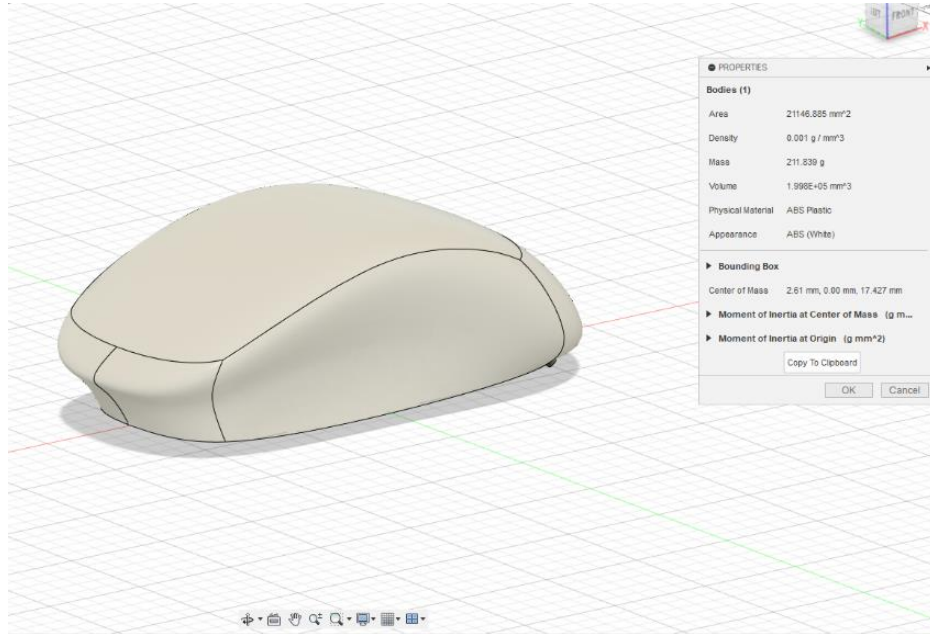 FRONT
PROPERTIES
Bodies (1)
Area 21146.885 mm^2
Density 0.001 g / mm^3
Mass 211.839 g
Volume 1.998E+05 mm^3
Physical Material ABS Plastic
Appearance ABS (White)
Bounding Box
Center of Mass 2.61 mm, 0.00 mm, 17.427 mm
Moment of Inertia at Center of Mass (g m...
Moment of Inertia at Origin (g mm^2)
Copy To Clipboard
OK Cancel